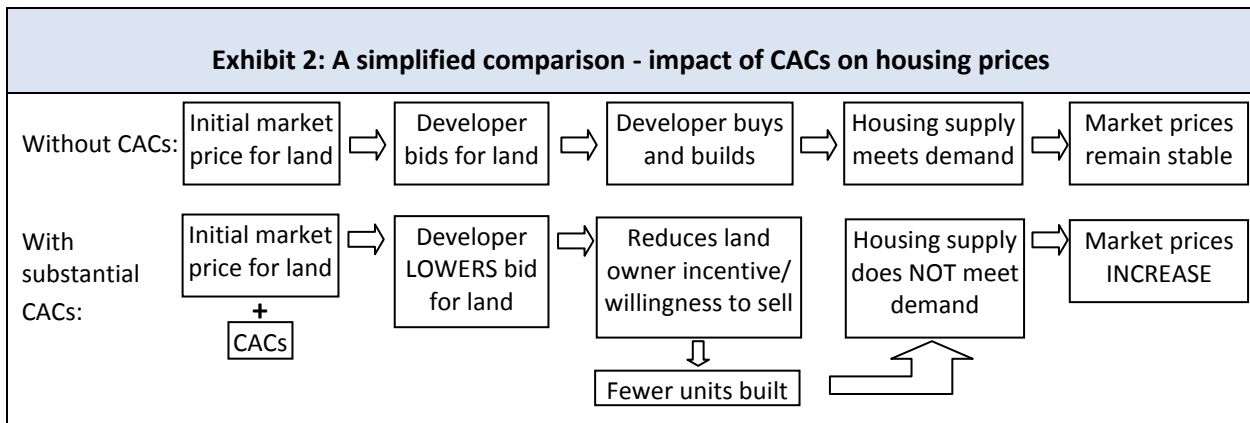 Exhibit 2: A simplified comparison - impact of CACs on housing prices
Without CACs:
Initial market
price for land
Developer
bids for land
Developer buys
and builds
Housing supply
meets demand
Market prices
remain stable
With
substantial
CACs:
Initial market
price for land
+
CACs
Developer
LOWERS bid
for land
Reduces land
owner incentive/
willingness to sell
Fewer units built
Housing supply
does NOT meet
demand
Market prices
INCREASE